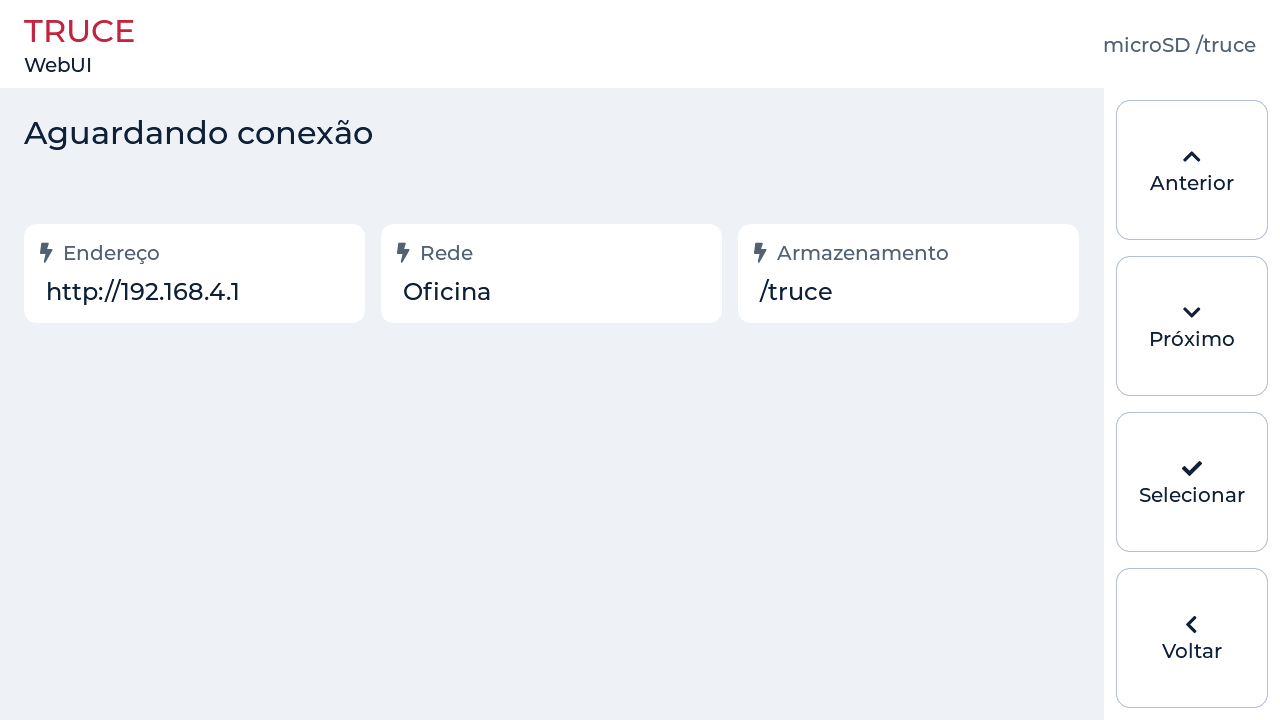 TRUCE
WebUI
microSD /truce
Aguardando conexão
Endereço
http://192.168.4.1
Rede
Oficina
Armazenamento
/truce
Anterior
Próximo
Selecionar
Voltar